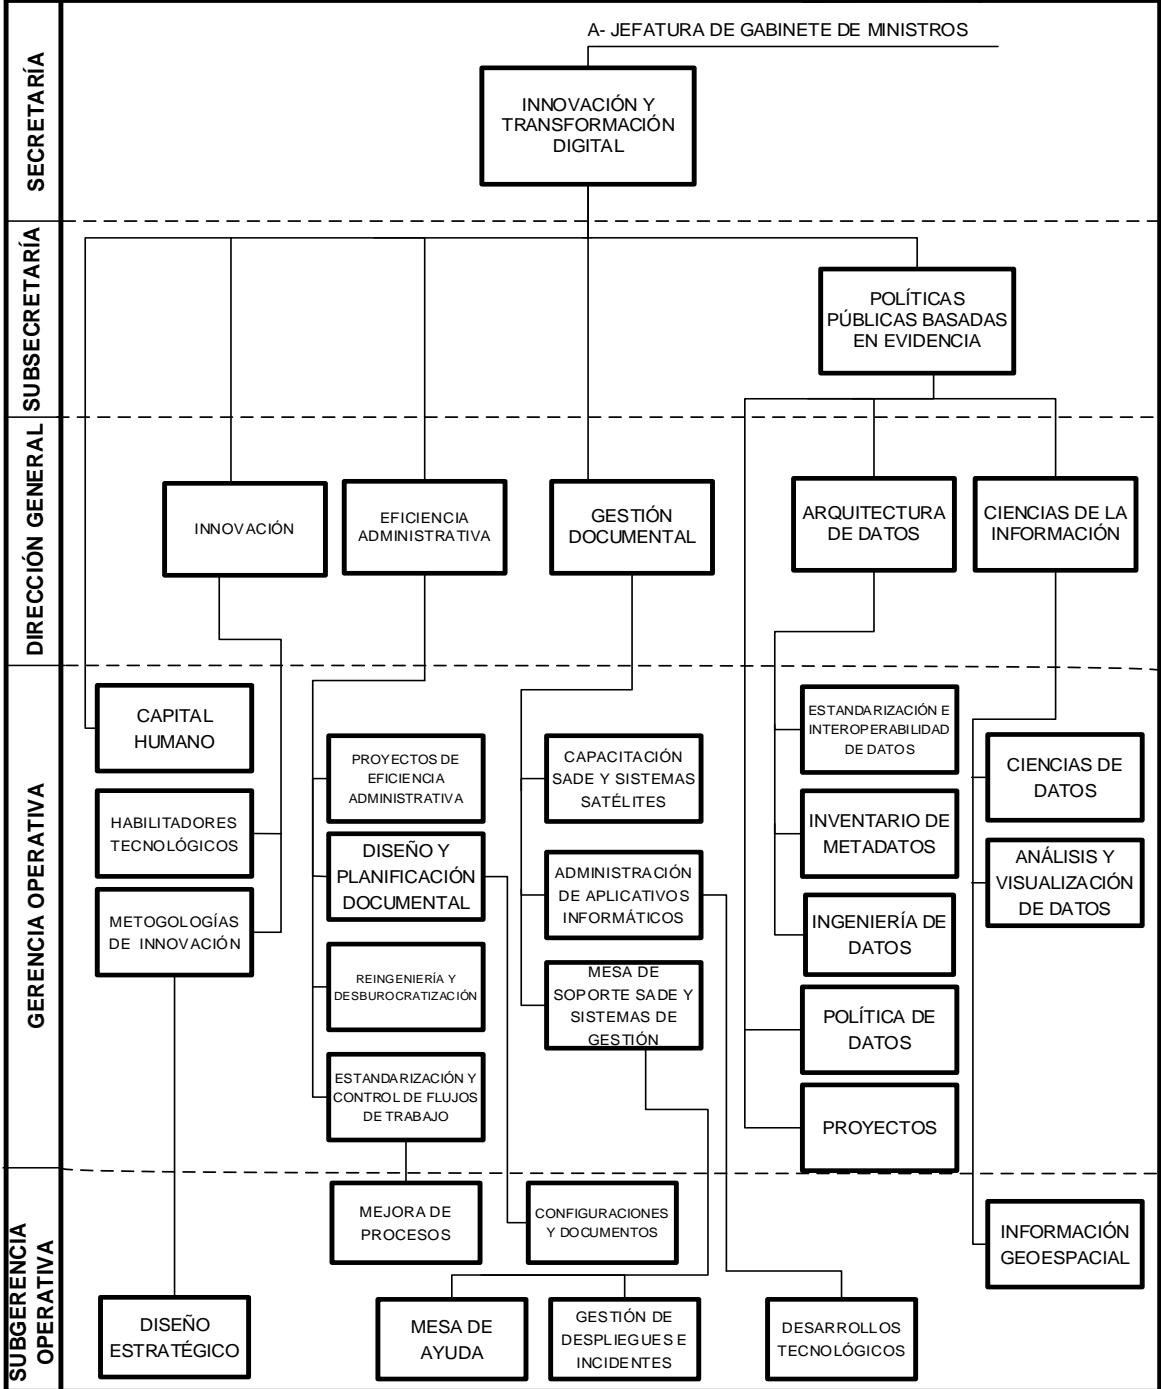 A- JEFATURA DE GABINETE DE MINISTROS
SECRETARÍA
INNOVACIÓN Y
TRANSFORMACIÓN
DIGITAL
SUBSECRETARÍA
POLÍTICAS
PÚBLICAS BASADAS
EN EVIDENCIA
DIRECCIÓN GENERAL
INNOVACIÓN
EFICIENCIA
ADMINISTRATIVA
GESTIÓN
DOCUMENTAL
ARQUITECTURA
DE DATOS
CIENCIAS DE LA
INFORMACIÓN
GERENCIA OPERATIVA
CAPITAL
HUMANO
HABILITADORES
TECNOLÓGICOS
METOGOLOGÍAS
DE INNOVACIÓN
PROYECTOS DE
EFICIENCIA
ADMINISTRATIVA
DISEÑO Y
PLANIFICACIÓN
DOCUMENTAL
REINGENIERÍA Y
DESBUROCRATIZACIÓN
ESTANDARIZACIÓN Y
CONTROL DE FLUJOS
DE TRABAJO
CAPACITACIÓN
SADE Y SISTEMAS
SATÉLITES
ADMINISTRACIÓN
DE APLICATIVOS
INFORMÁTICOS
MESA DE
SOPORTE SADE Y
SISTEMAS DE
GESTIÓN
ESTANDARIZACIÓN E
INTEROPERABILIDAD
DE DATOS
INVENTARIO DE
METADATOS
INGENIERÍA DE
DATOS
POLÍTICA DE
DATOS
PROYECTOS
CIENCIAS DE
DATOS
ANÁLISIS Y
VISUALIZACIÓN
DE DATOS
SUBGERENCIA
OPERATIVA
MEJORA DE
PROCESOS
CONFIGURACIONES
Y DOCUMENTOS
INFORMACIÓN
GEOESPACIAL
DISEÑO
ESTRATÉGICO
MESA DE
AYUDA
GESTIÓN DE
DESPLIEGUES E
INCIDENTES
DESARROLLOS
TECNOLÓGICOS